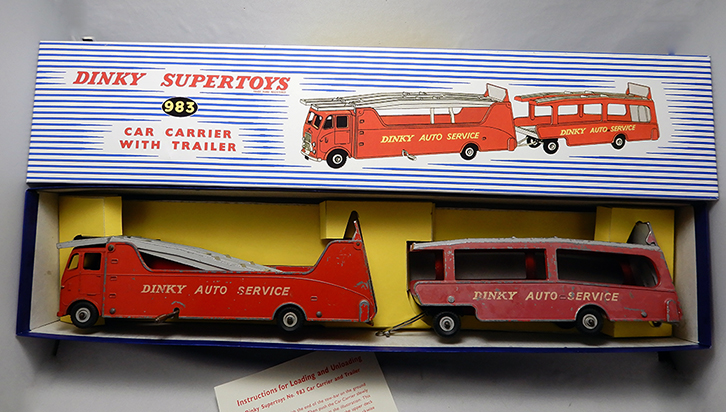 DINKY SUPERTOYS
983
CAR CARRIER
WITH TRAILER
DINKY AUTO SERVICE
DINKY AUTO SERVICE
DINKY AUTO SERVICE
DINKY AUTO SERVICE
Instructions for Loading and Unloading
Dinky Supertoys No. 983 Car Carrier and Trailer